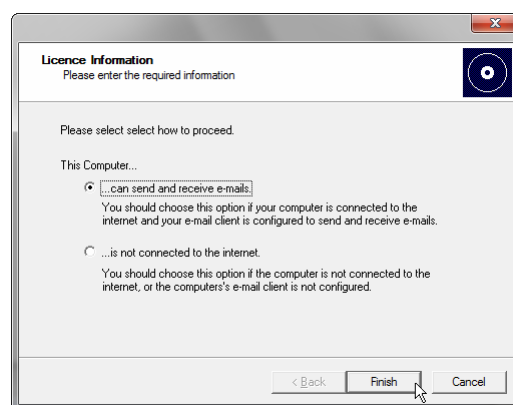 Licence Information
Please enter the required information
Please select select how to proceed.
This Computer...
...can send and receive e-mails.
You should choose this option if your computer is connected to the
internet and your e-mail client is configured to send and receive e-mails.
...is not connected to the internet.
You should choose this option if the computer is not connected to the
internet, or the computers's e-mail client is not configured.
< Back
Finish
Cancel